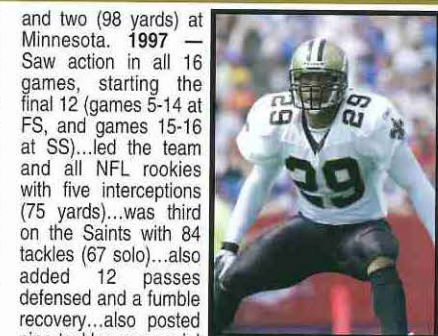 and two (98 yards) at
Minnesota. 1997 —
Saw action in all 16
games, starting the
final 12 (games 5-14 at
FS, and games 15-16
at SS)...led the team
and all NFL rookies
with five interceptions
(75 yards)...was third
on the Saints with 84
tackles (67 solo)...also
added 12 passes
defensed and a fumble
recovery...also posted
29
29
29